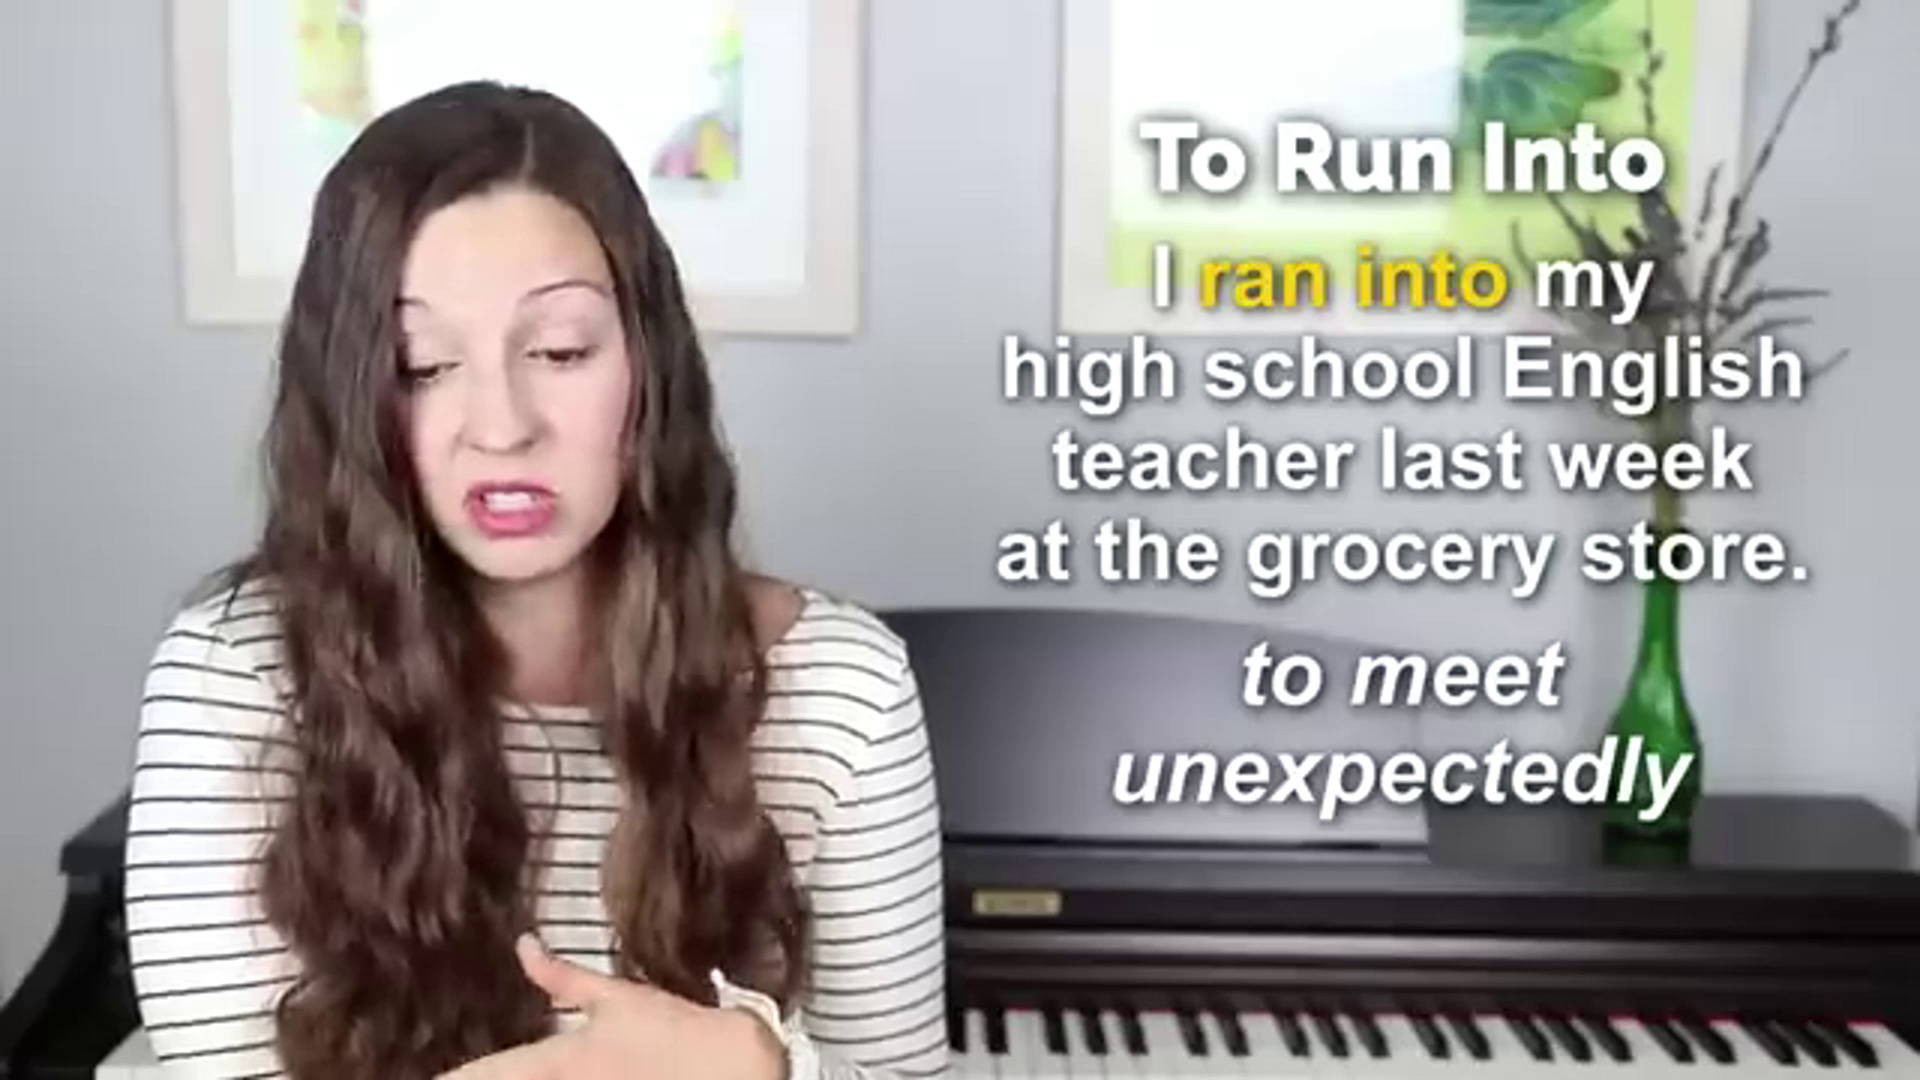 To Run Into
I ran into my
high school English
teacher last week
at the grocery store.
to meet
unexpectedly